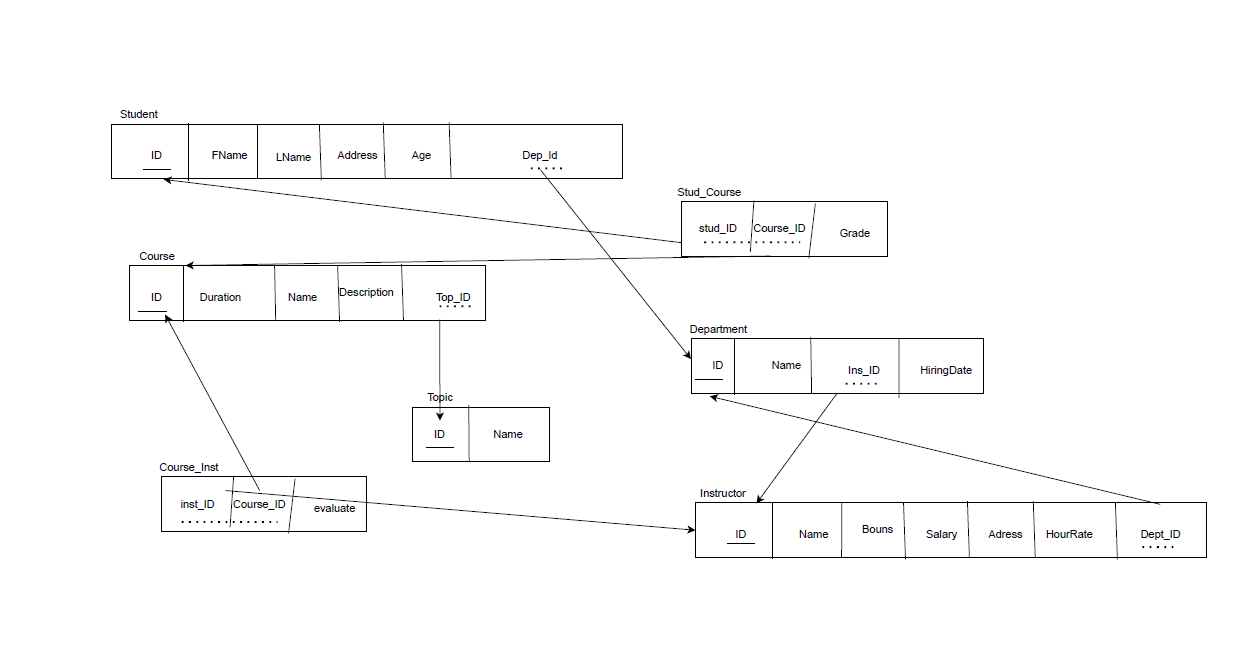 Student
ID FName LName Address Age Dep_Id
Stud_Course
stud_ID Course_ID Grade
Course
ID Duration Name Description Top_ID
Department
ID Name Ins_ID HiringDate
Topic
ID Name
Course_Inst
inst_ID Course_ID evaluate
Instructor
ID Name Bouns Salary Adress HourRate Dept_ID